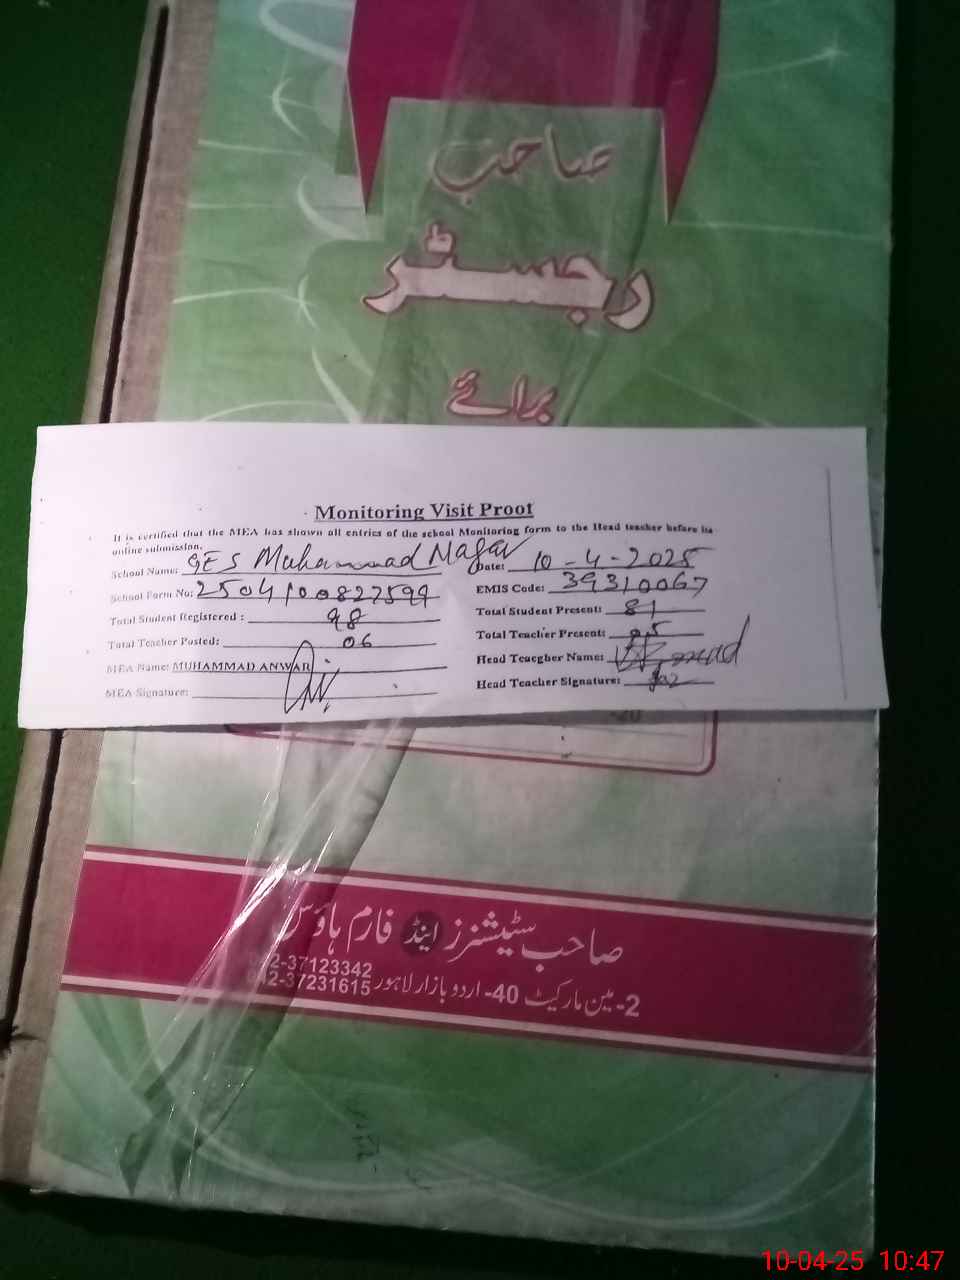 صاحب
رجسٹر
برائے
Monitoring Visit Proof
It is certified that the MEA has shown all entries of the school Monitoring form to the Head teacher before its
online submission.
School Name: GES Muhammad Date: 10-4-2025
School Form No: 2504100827599 EMIS Code: 39310067
Total Student Registered : 98 Total Student Present: 81
Total Teacher Posted: 06 Total Teacher Present: 05
MEA Name: MUHAMMAD ANWAR Head Teacgher Name:
MEA Signature: Head Teacher Signature:
-20
صاحب سٹیشنرز اینڈ فارم ہاؤس
2-مین مارکیٹ 40- اردو بازار لاہور
042-37123342
042-37231615
10-04-25 10:47